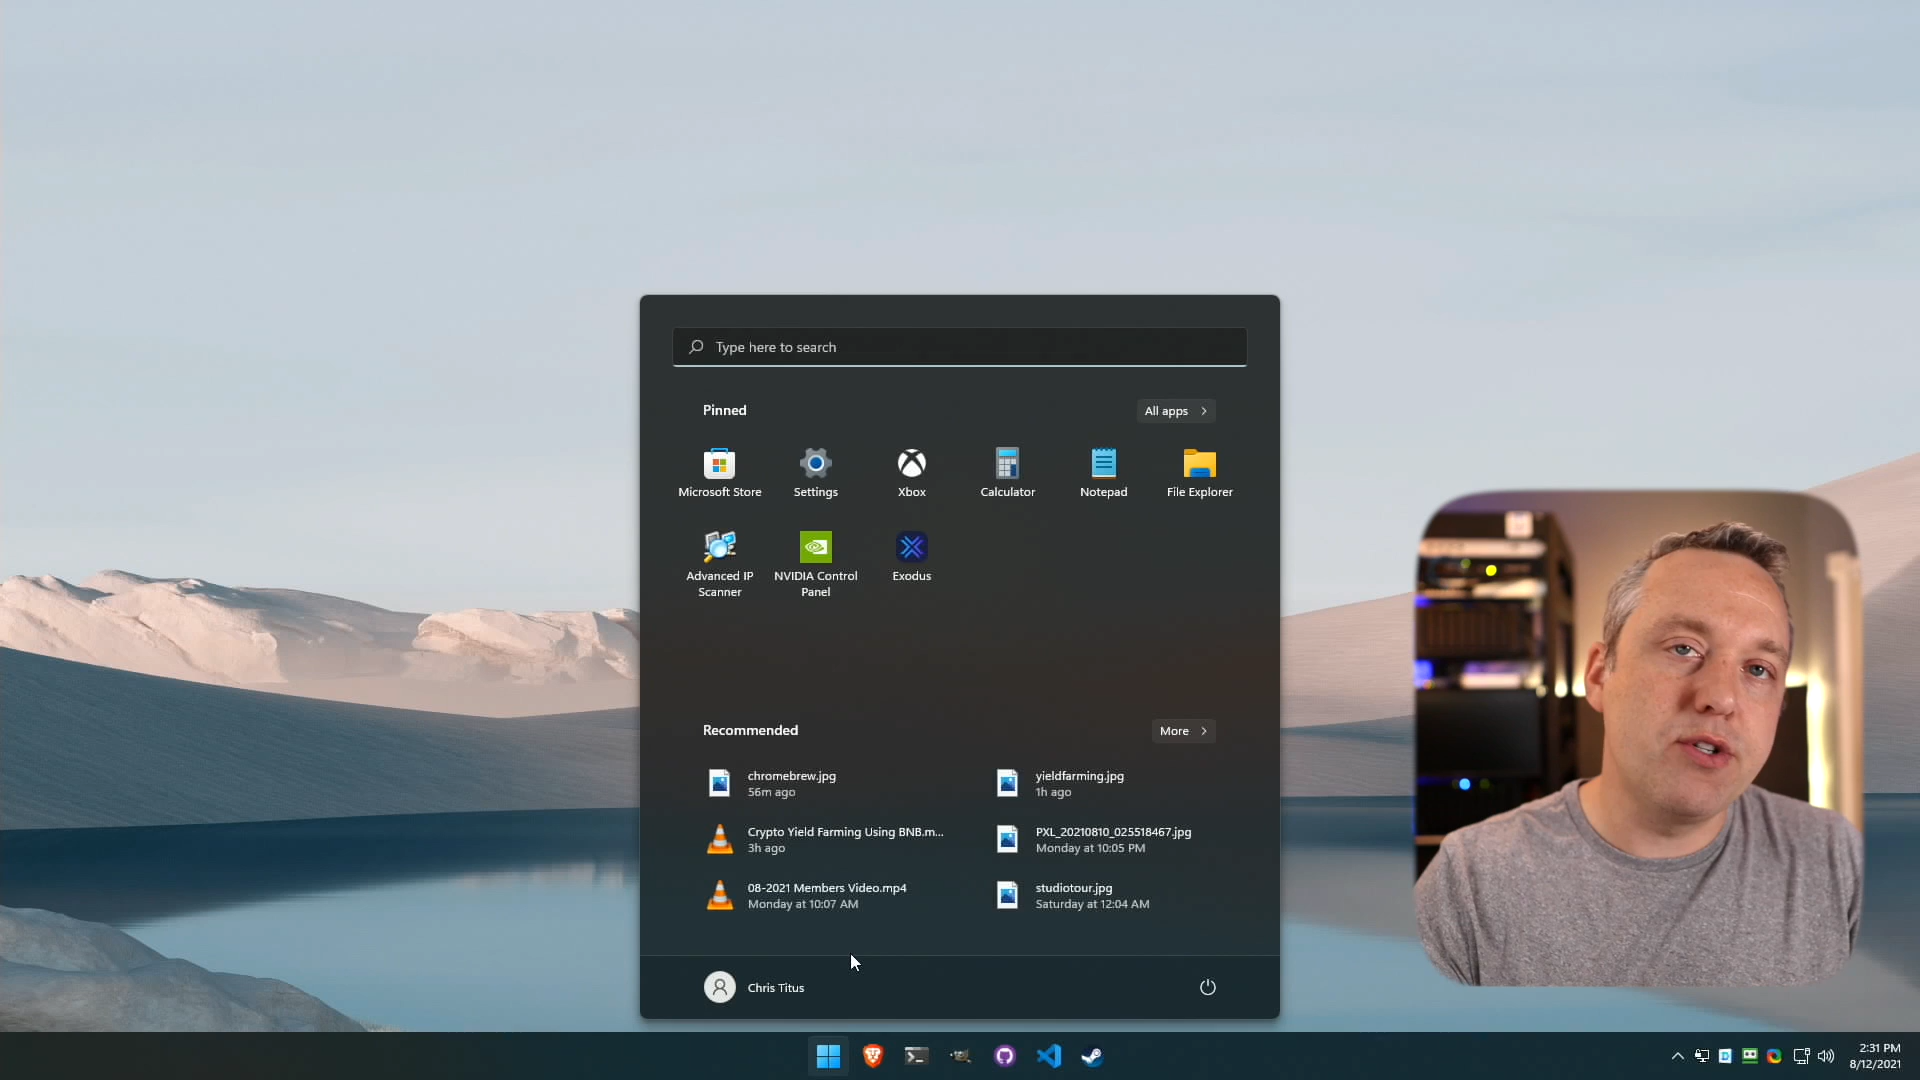 Type here to search
Pinned
All apps
Microsoft Store
Settings
Xbox
Calculator
Notepad
File Explorer
Advanced IP
Scanner
NVIDIA Control
Panel
Exodus
Recommended
More
chromebrew.jpg
56m ago
yieldfarming.jpg
1h ago
Crypto Yield Farming Using BNB.m...
3h ago
PXL_20210810_025518467.jpg
Monday at 10:05 PM
08-2021 Members Video.mp4
Monday at 10:07 AM
studiotour.jpg
Saturday at 12:04 AM
Chris Titus
2:31 PM
8/12/2021